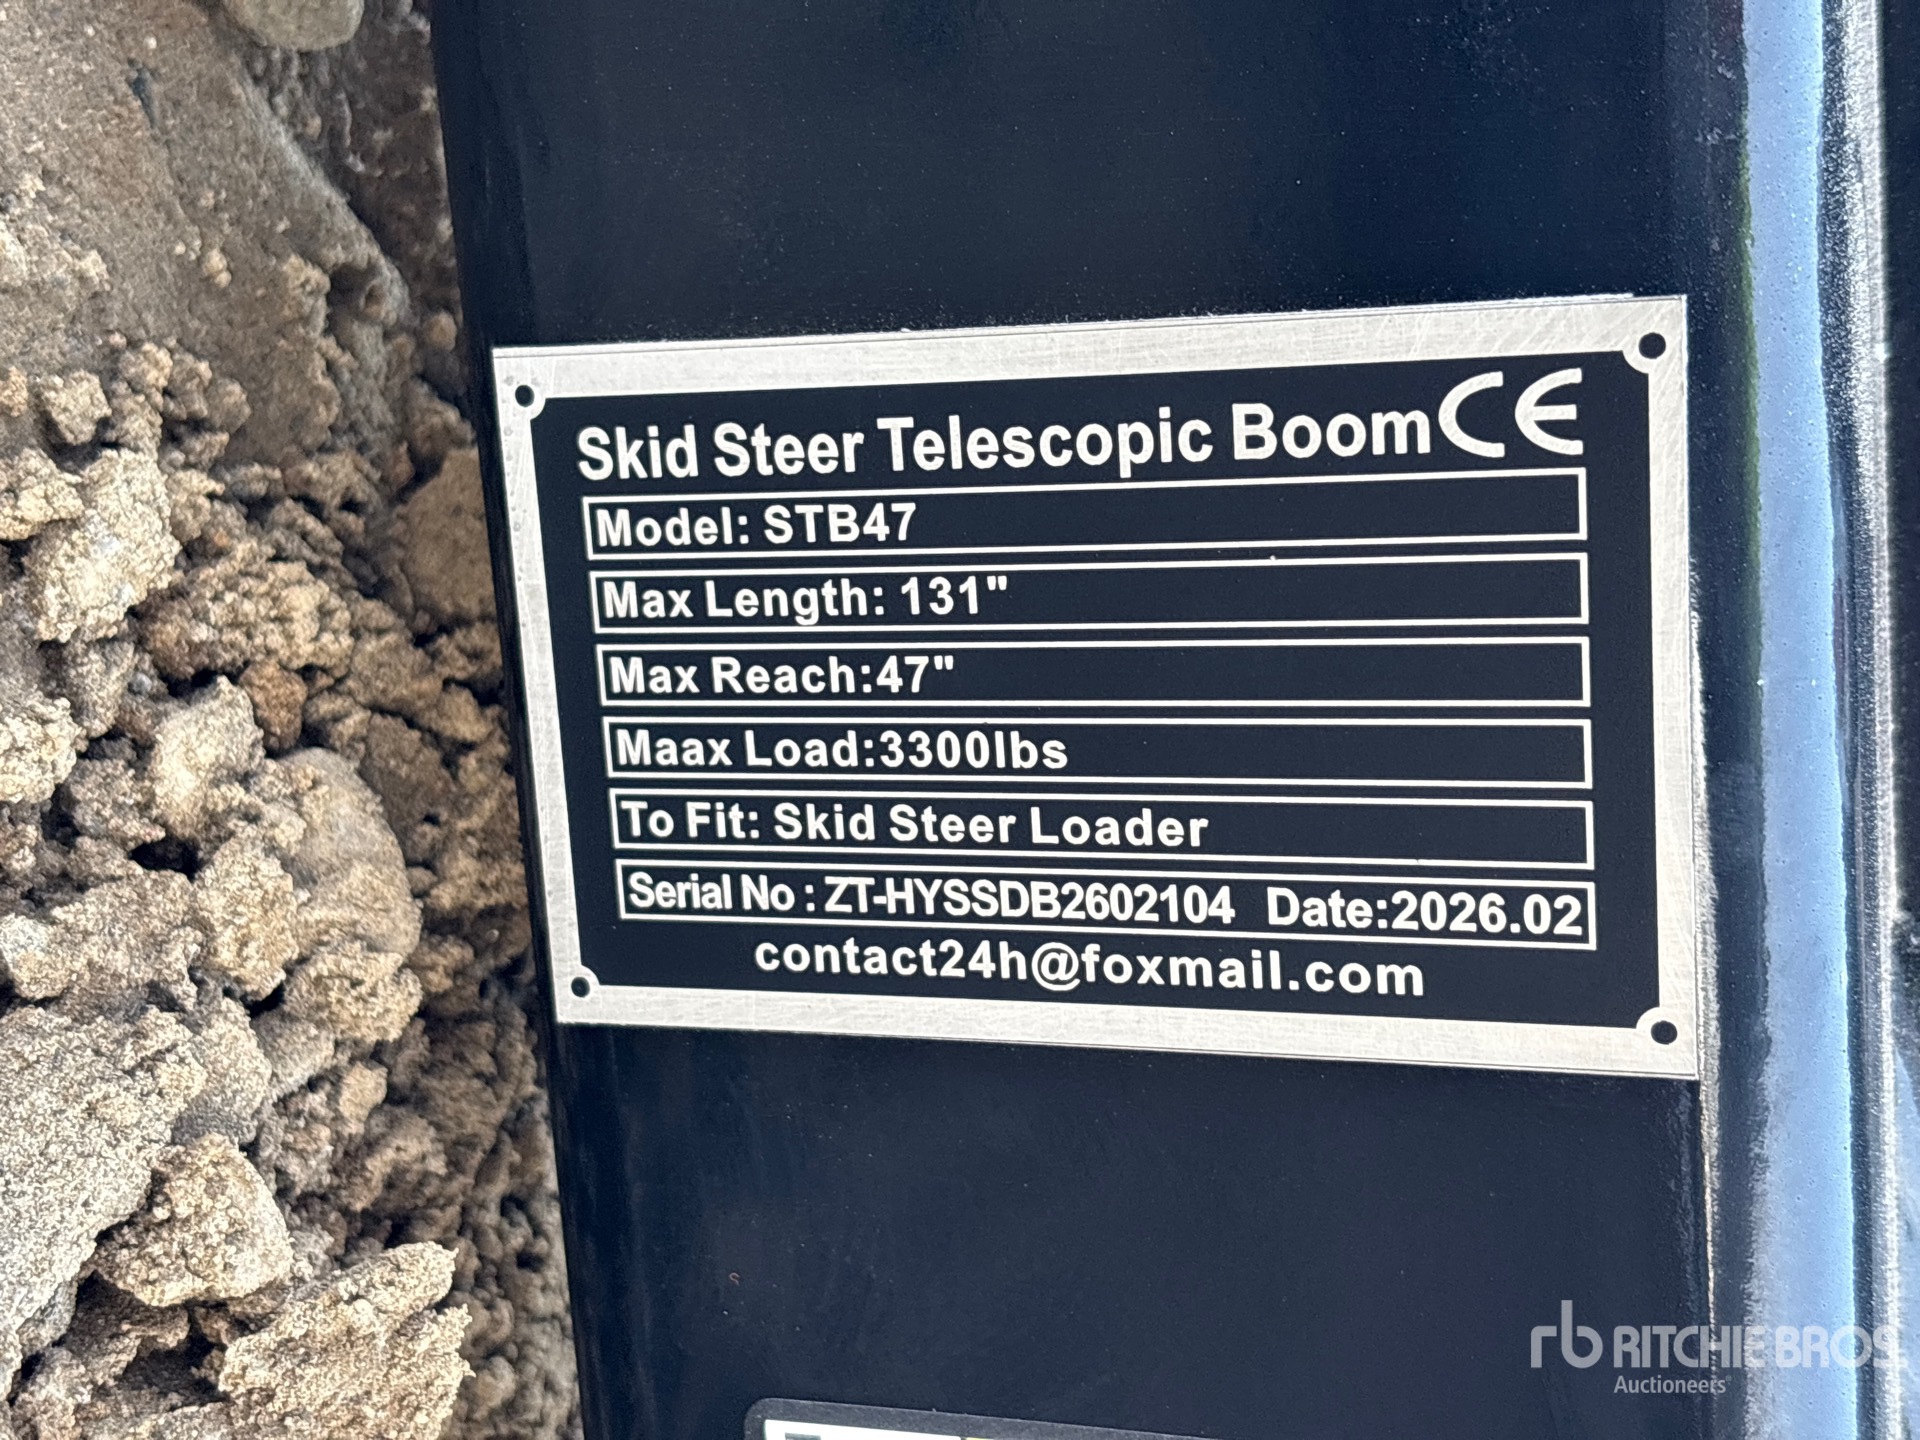 Skid Steer Telescopic Boom CE
Model: STB47
Max Length: 131"
Max Reach:47"
Maax Load:3300lbs
To Fit: Skid Steer Loader
Serial No : ZT-HYSSDB2602104 Date:2026.02
contact24h@foxmail.com
rb RITCHIE BROS
Auctioneers